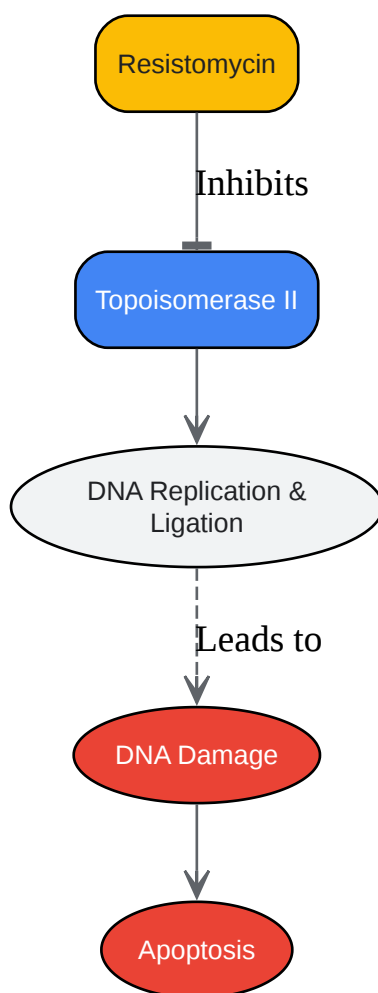 Resistomycin
Inhibits
Topoisomerase II
DNA Replication &
Ligation
Leads to
DNA Damage
Apoptosis